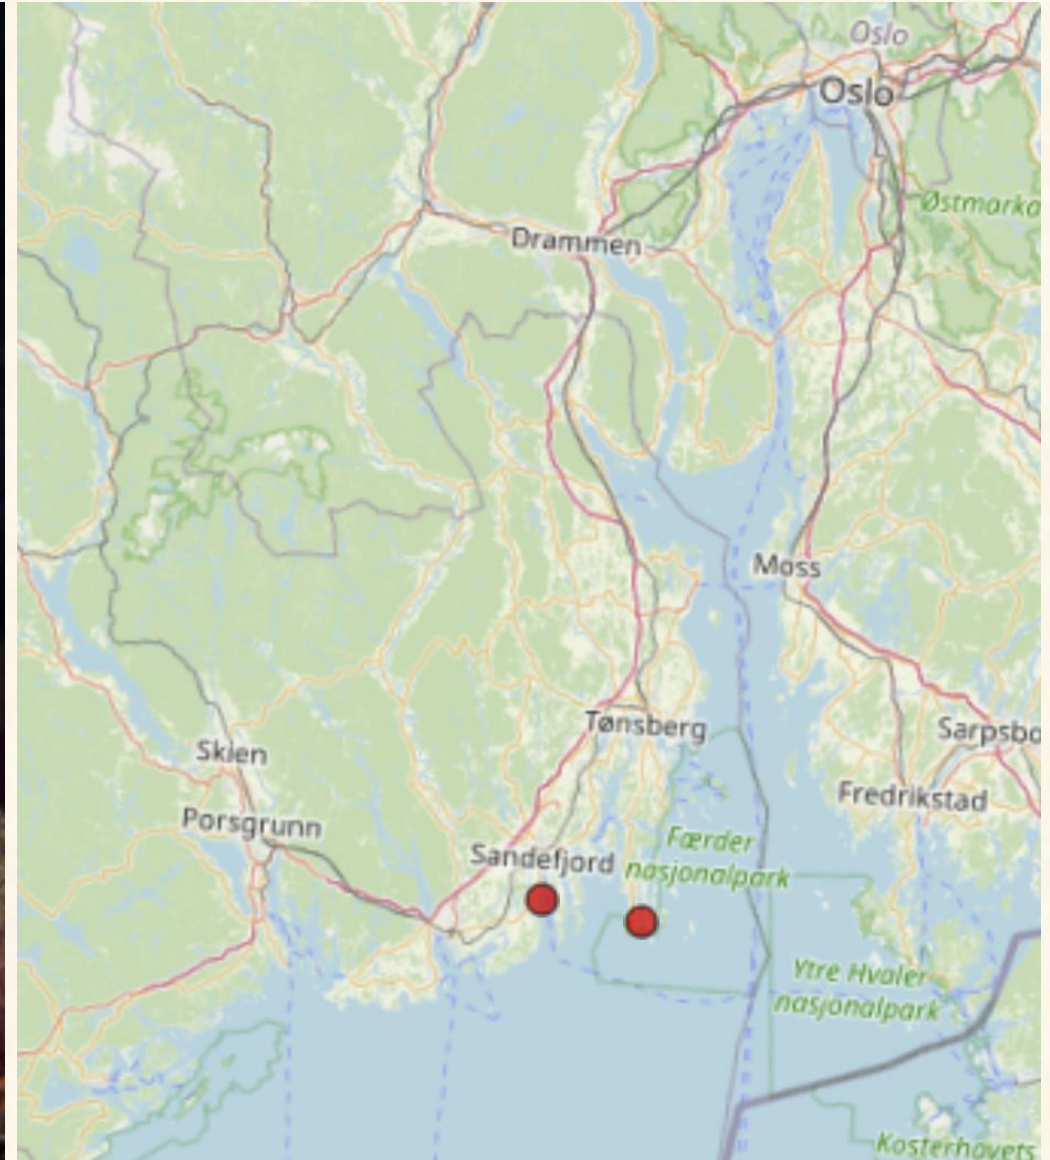 Oslo
Oslo
Østmarka
Drammen
Moss
Tønsberg
Sarpsbo
Skien
Fredrikstad
Porsgrunn
Færder
nasjonalpark
Sandefjord
Ytre Hvaler
nasjonalpark
Kosterhavets